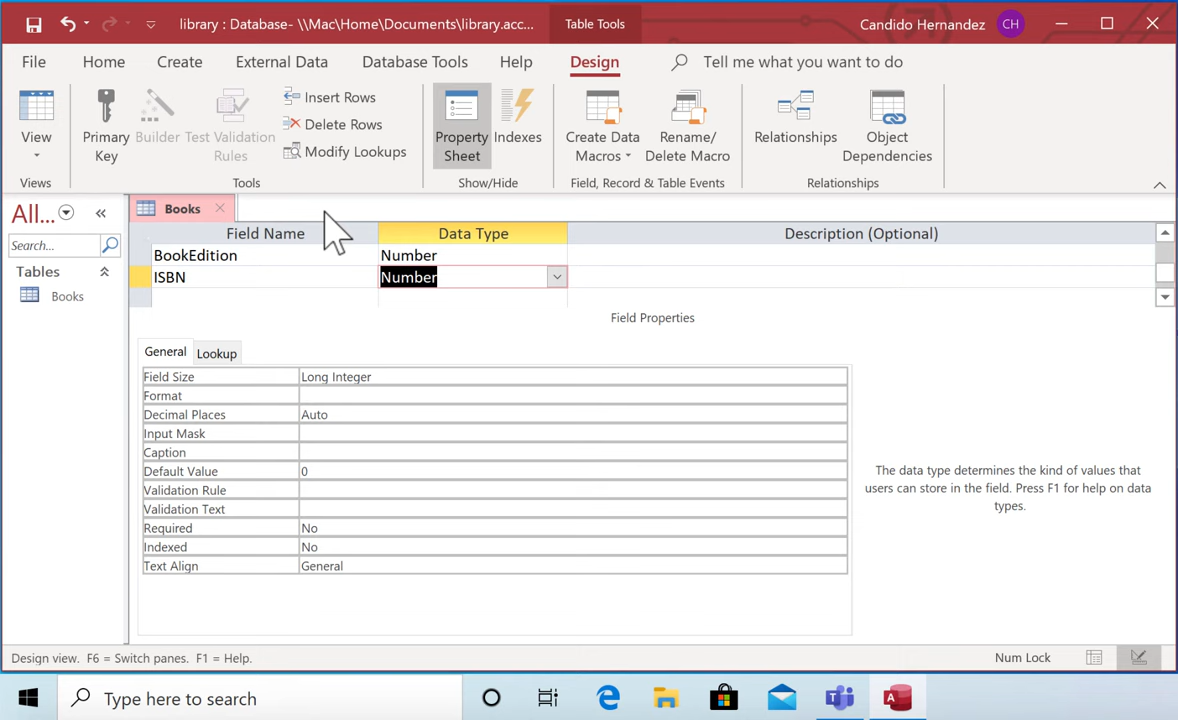 library : Database- \\Mac\Home\Documents\library.acc...
Table Tools
Candido Hernandez
CH
File
Home
Create
External Data
Database Tools
Help
Design
Tell me what you want to do
View
Primary
Key
Builder
Test Validation
Rules
Insert Rows
Delete Rows
Modify Lookups
Property
Sheet
Indexes
Create Data
Macros
Rename/
Delete Macro
Relationships
Object
Dependencies
Views
Tools
Show/Hide
Field, Record & Table Events
Relationships
All...
«
Books
Search...
Tables
Books
Field Name
Data Type
Description (Optional)
BookEdition
Number
ISBN
Number
Field Properties
General
Lookup
Field Size
Long Integer
Format
Decimal Places
Auto
Input Mask
Caption
Default Value
0
Validation Rule
Validation Text
Required
No
Indexed
No
Text Align
General
The data type determines the kind of values that
users can store in the field. Press F1 for help on data
types.
Design view.  F6 = Switch panes.  F1 = Help.
Num Lock
Type here to search